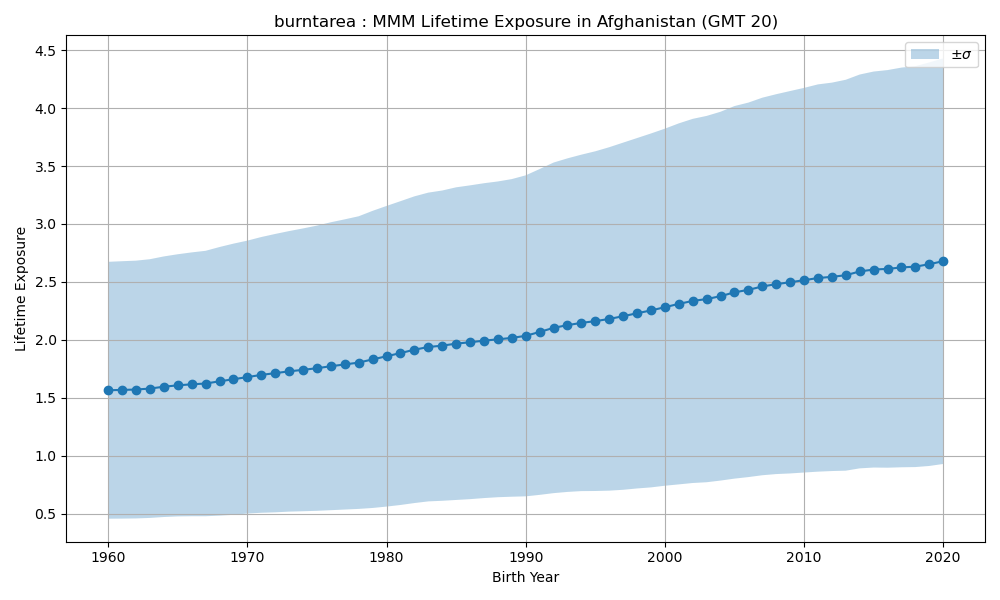 burntarea : MMM Lifetime Exposure in Afghanistan (GMT 20)
±σ
4.5
4.0
3.5
3.0
2.5
2.0
1.5
1.0
0.5
Lifetime Exposure
1960 1970 1980 1990 2000 2010 2020
Birth Year